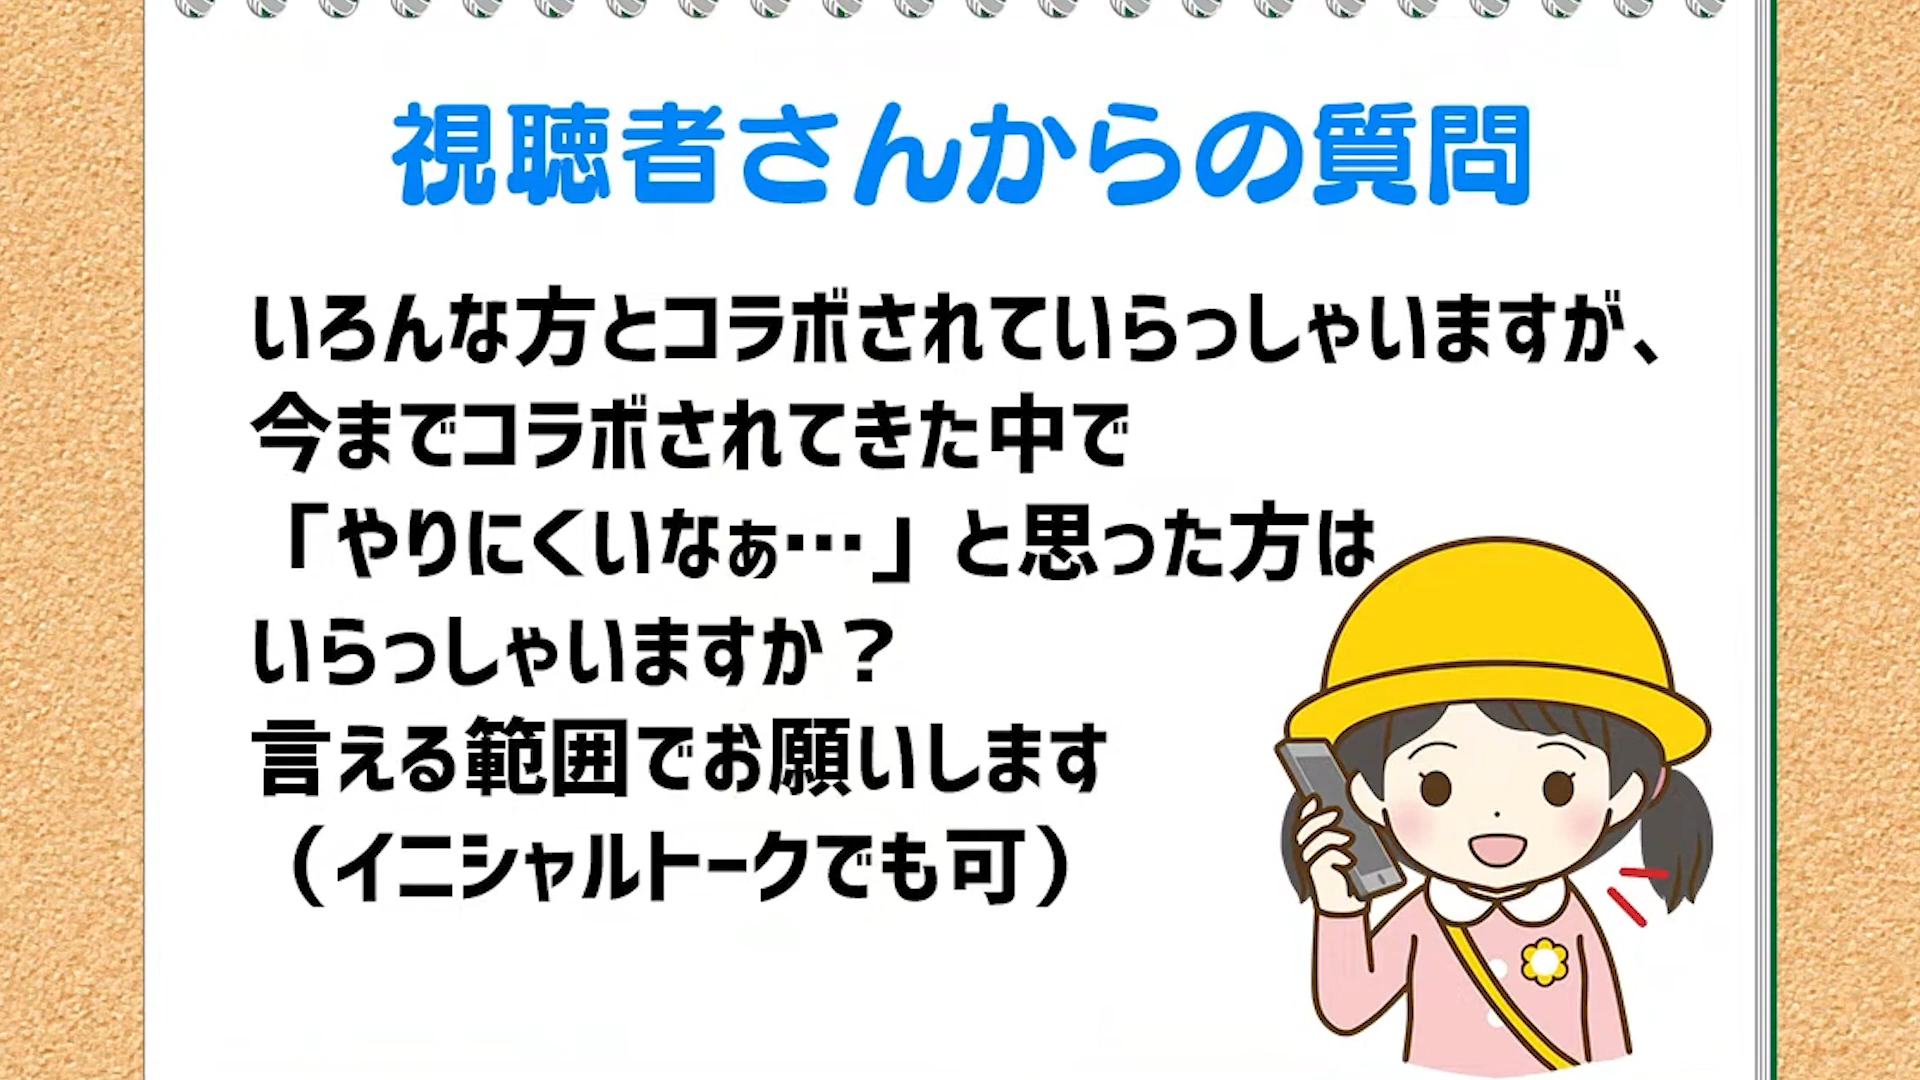 視聴者さんからの質問
いろんな方とコラボされていらっしゃいますが、
今までコラボされてきた中で
「やりにくいなぁ…」と思った方は
いらっしゃいますか？
言える範囲でお願いします
（イニシャルトークでも可）